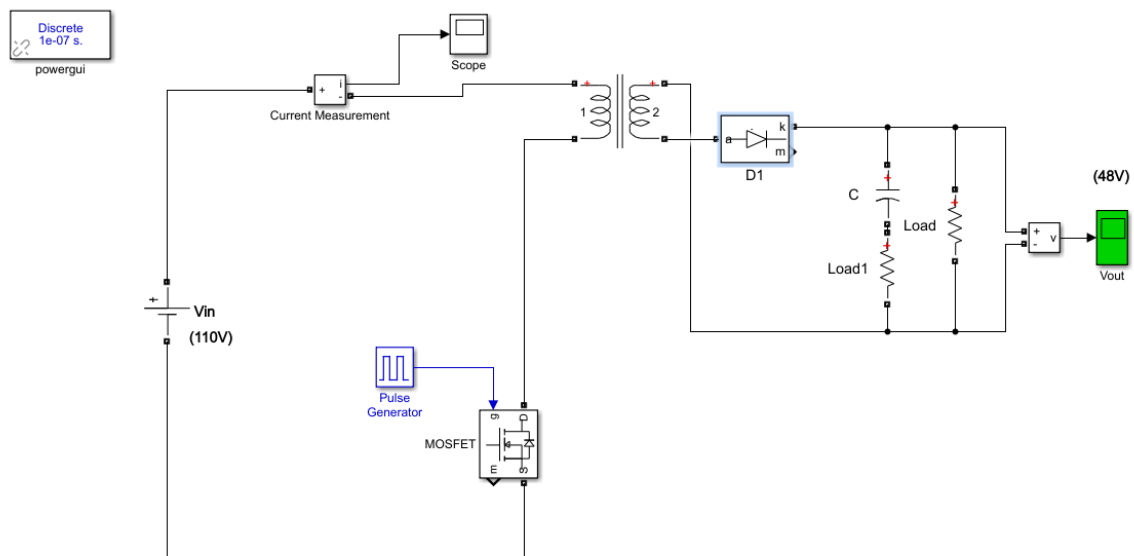 Discrete
1e-07 s.
powergui
Scope
+
i
-
Current Measurement
+
1
+
2
a
k
m
D1
+
C
+
Load
+
Load1
(48V)
+
-
v
Vout
+
Vin
(110V)
Pulse
Generator
g
D
MOSFET
m
S